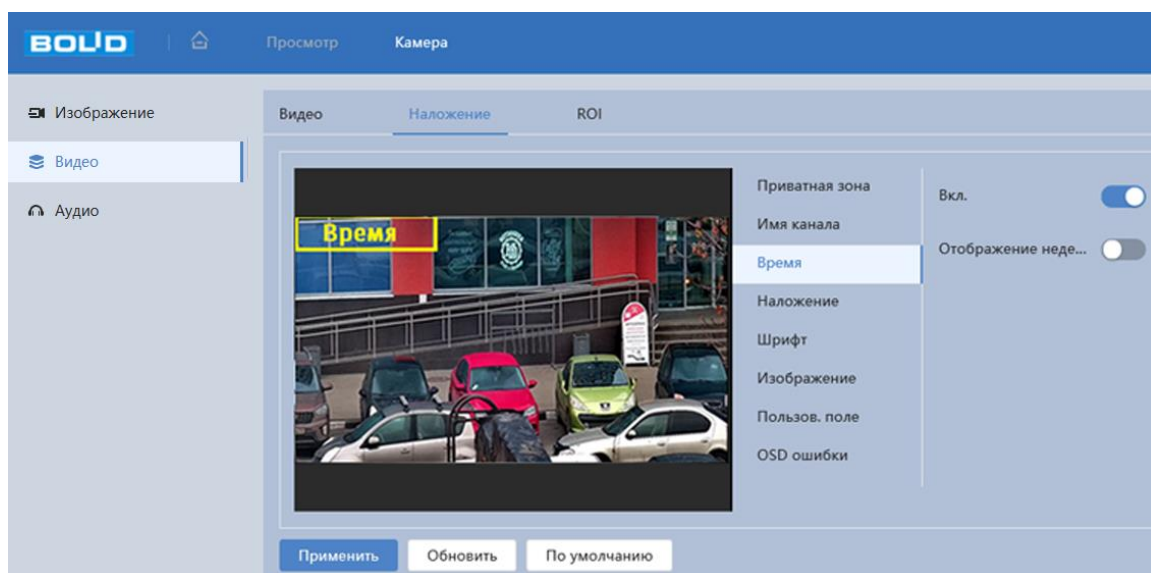 BOLID
Просмотр
Камера
Изображение
Видео
Аудио
Видео
Наложение
ROI
Время
Приватная зона
Имя канала
Время
Наложение
Шрифт
Изображение
Пользов. поле
OSD ошибки
Вкл.
Отображение неде...
Применить
Обновить
По умолчанию